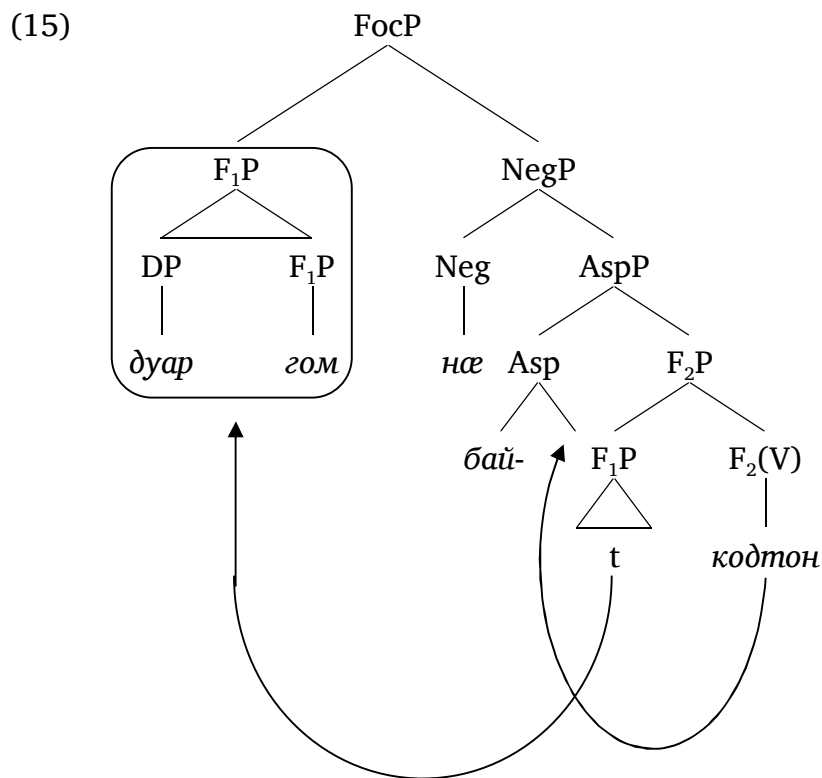 (15) FocP
F₁P NegP
DP F₁P Neg AspP
дуар гом нæ Asp F₂P
бай- F₁P F₂(V)
t кодтон